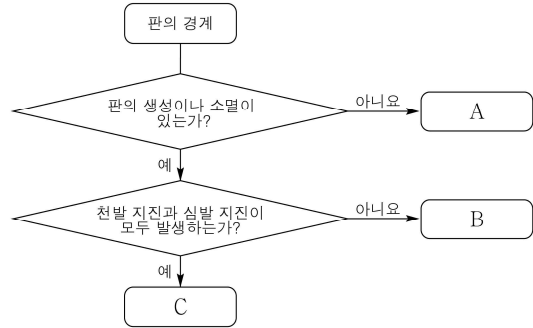 판의 경계
판의 생성이나 소멸이
있는가?
아니요
A
예
천발 지진과 심발 지진이
모두 발생하는가?
아니요
B
예
C